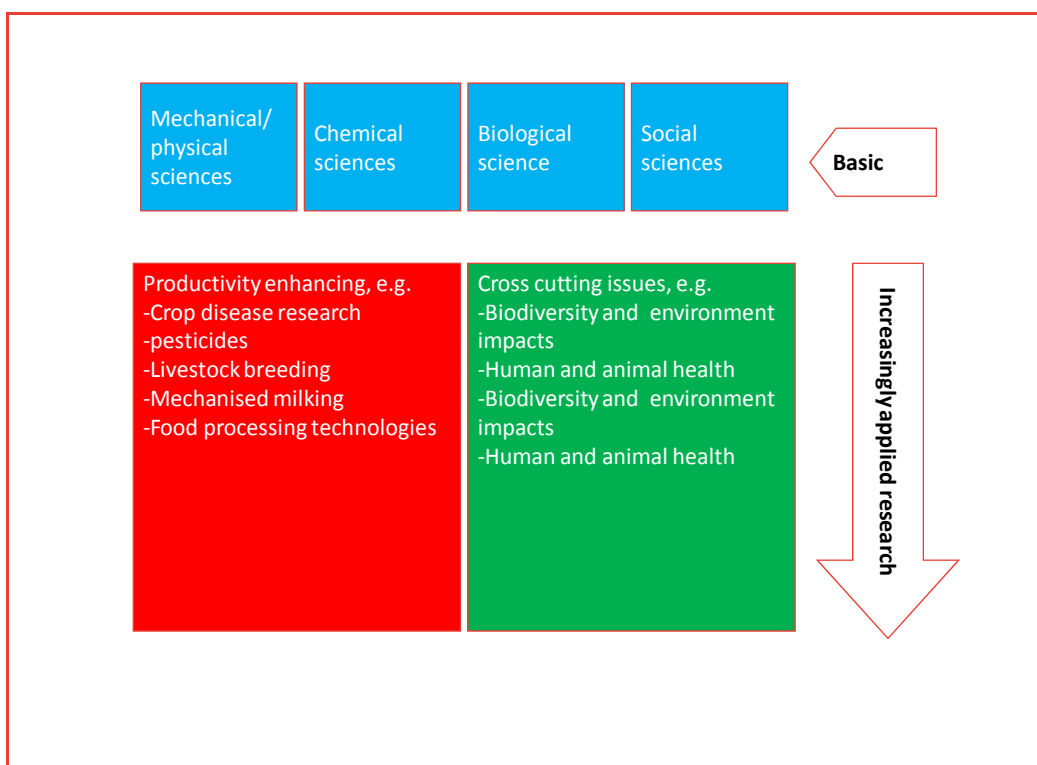 Mechanical/
physical
sciences
Chemical
sciences
Biological
science
Social
sciences
Basic
Productivity enhancing, e.g.
-Crop disease research
-pesticides
-Livestock breeding
-Mechanised milking
-Food processing technologies
Cross cutting issues, e.g.
-Biodiversity and environment
impacts
-Human and animal health
-Biodiversity and environment
impacts
-Human and animal health
Increasingly applied research